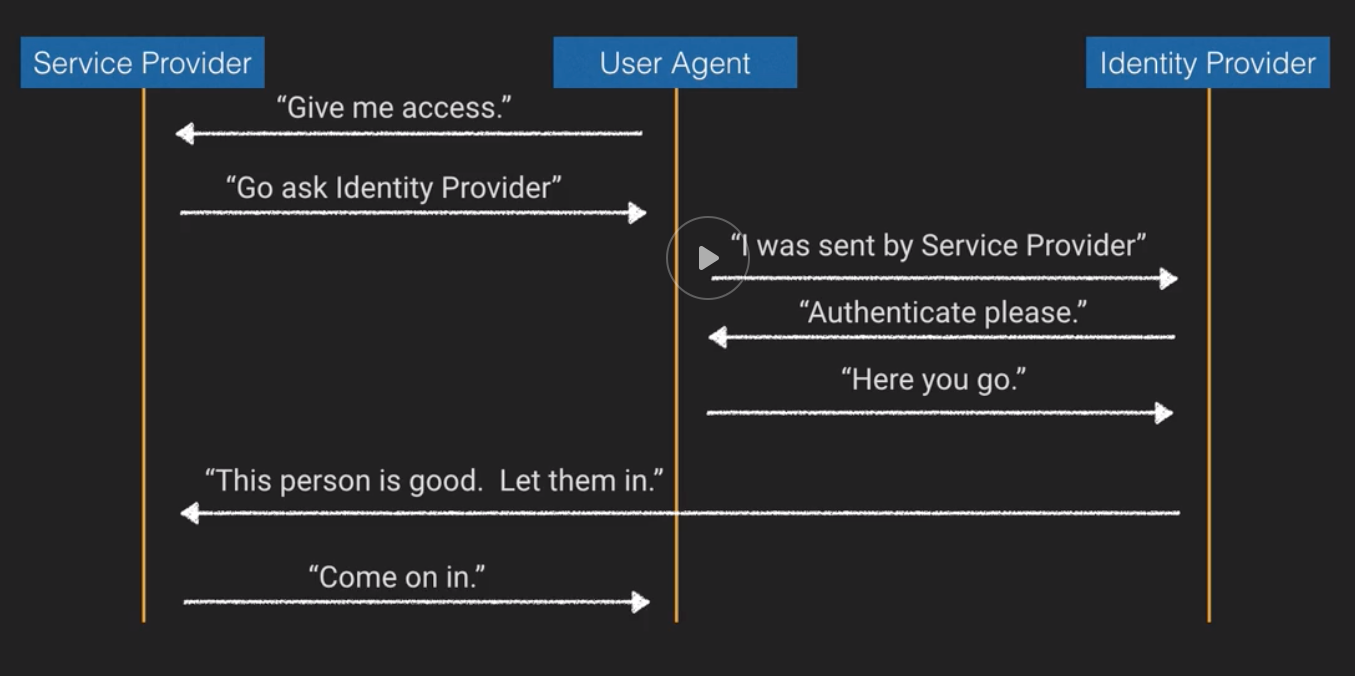 Service Provider
User Agent
Identity Provider
“Give me access.”
“Go ask Identity Provider”
“I was sent by Service Provider”
“Authenticate please.”
“Here you go.”
“This person is good.  Let them in.”
“Come on in.”